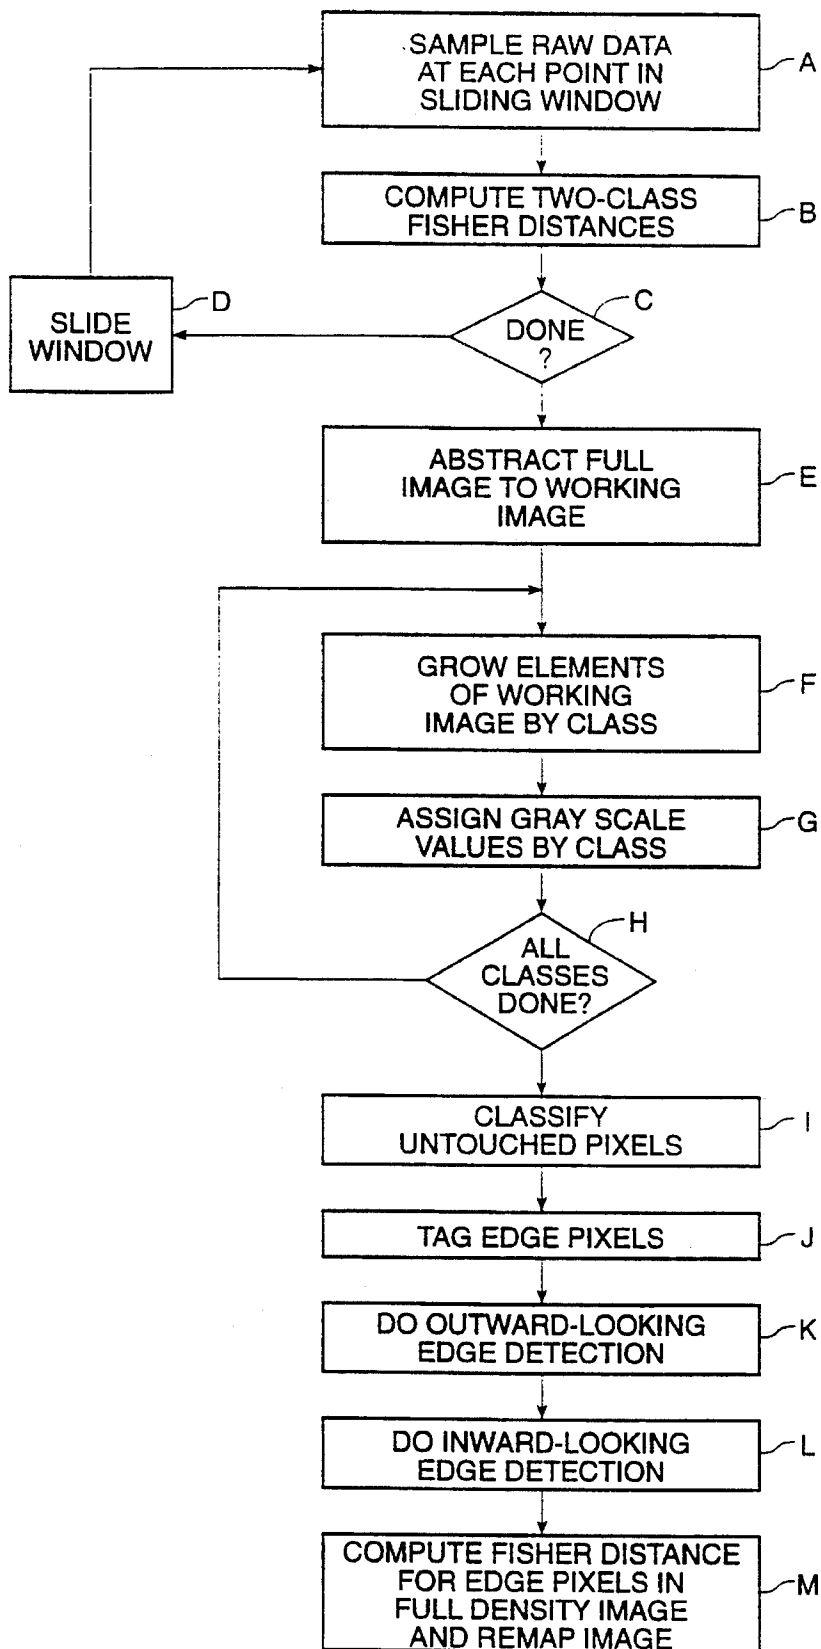 SAMPLE RAW DATA
AT EACH POINT IN
SLIDING WINDOW
A
COMPUTE TWO-CLASS
FISHER DISTANCES
B
DONE
?
C
SLIDE
WINDOW
D
ABSTRACT FULL
IMAGE TO WORKING
IMAGE
E
GROW ELEMENTS
OF WORKING
IMAGE BY CLASS
F
ASSIGN GRAY SCALE
VALUES BY CLASS
G
ALL
CLASSES
DONE?
H
CLASSIFY
UNTOUCHED PIXELS
I
TAG EDGE PIXELS
J
DO OUTWARD-LOOKING
EDGE DETECTION
K
DO INWARD-LOOKING
EDGE DETECTION
L
COMPUTE FISHER DISTANCE
FOR EDGE PIXELS IN
FULL DENSITY IMAGE
AND REMAP IMAGE
M